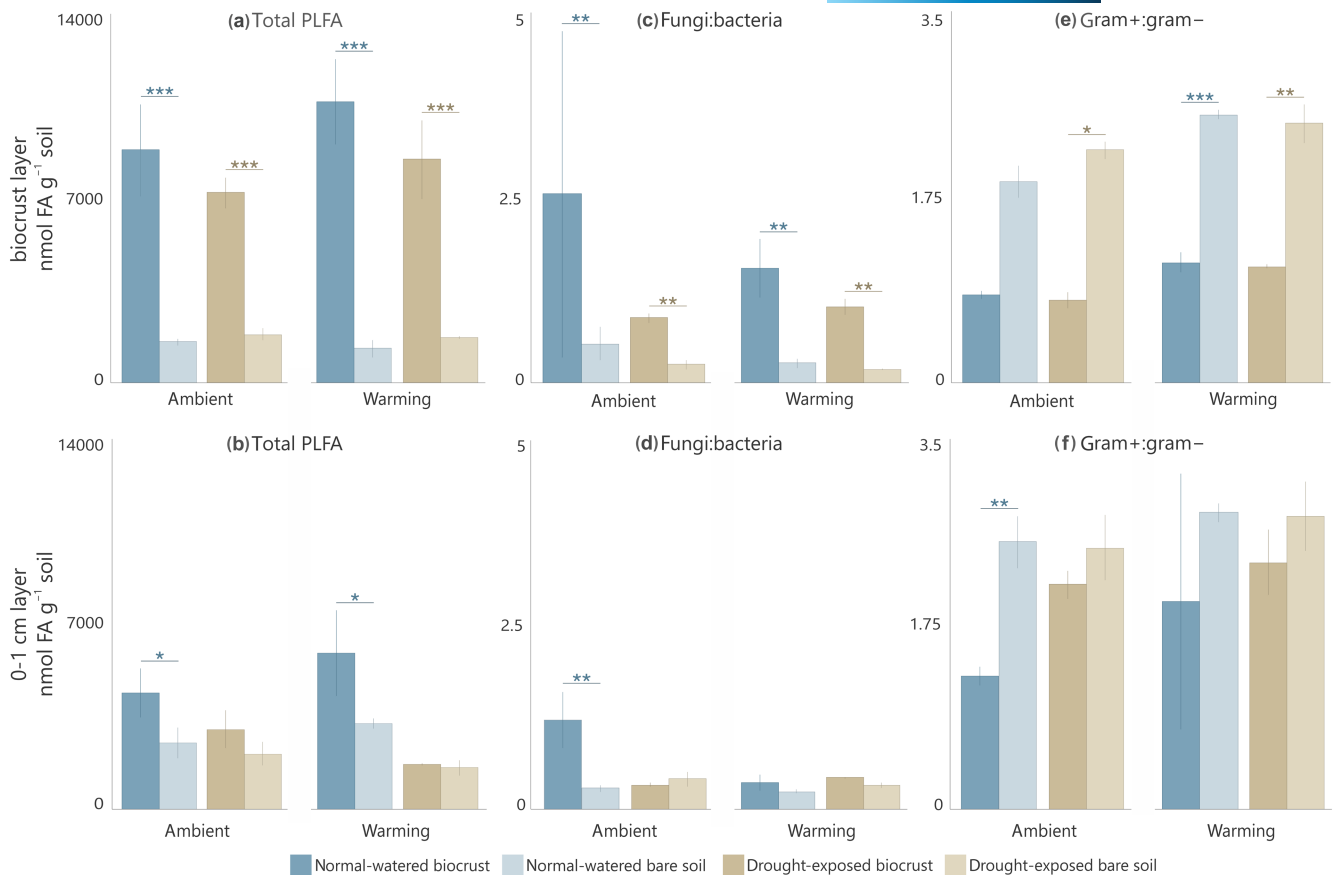 (a) Total PLFA
(c) Fungi:bacteria
(e) Gram+:gram−
biocrust layer
nmol FA g⁻¹ soil
14000
7000
0
***
***
***
***
Ambient
Warming
5
2.5
0
**
**
**
**
Ambient
Warming
3.5
1.75
0
*
***
**
Ambient
Warming
(b) Total PLFA
(d) Fungi:bacteria
(f) Gram+:gram−
0-1 cm layer
nmol FA g⁻¹ soil
14000
7000
0
*
*
Ambient
Warming
5
2.5
0
**
Ambient
Warming
3.5
1.75
0
**
Ambient
Warming
Normal-watered biocrust
Normal-watered bare soil
Drought-exposed biocrust
Drought-exposed bare soil